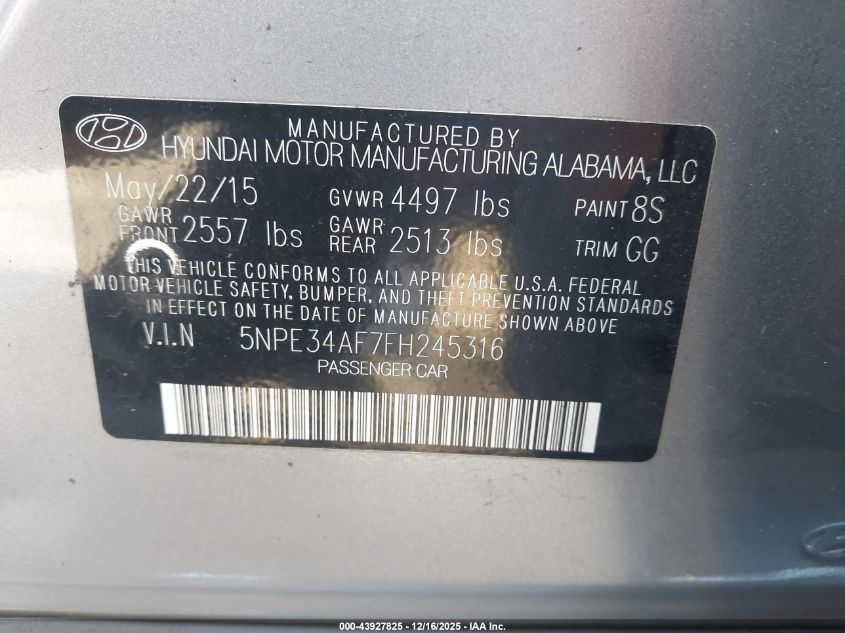 MANUFACTURED BY
HYUNDAI MOTOR MANUFACTURING ALABAMA, LLC
May/22/15 GVWR 4497 lbs PAINT 8S
GAWR FRONT 2557 lbs GAWR REAR 2513 lbs TRIM GG
THIS VEHICLE CONFORMS TO ALL APPLICABLE U.S.A. FEDERAL
MOTOR VEHICLE SAFETY, BUMPER, AND THEFT PREVENTION STANDARDS
IN EFFECT ON THE DATE OF MANUFACTURE SHOWN ABOVE
V.I.N 5NPE34AF7FH245316
PASSENGER CAR
000-43927825 - 12/16/2025 - IAA Inc.